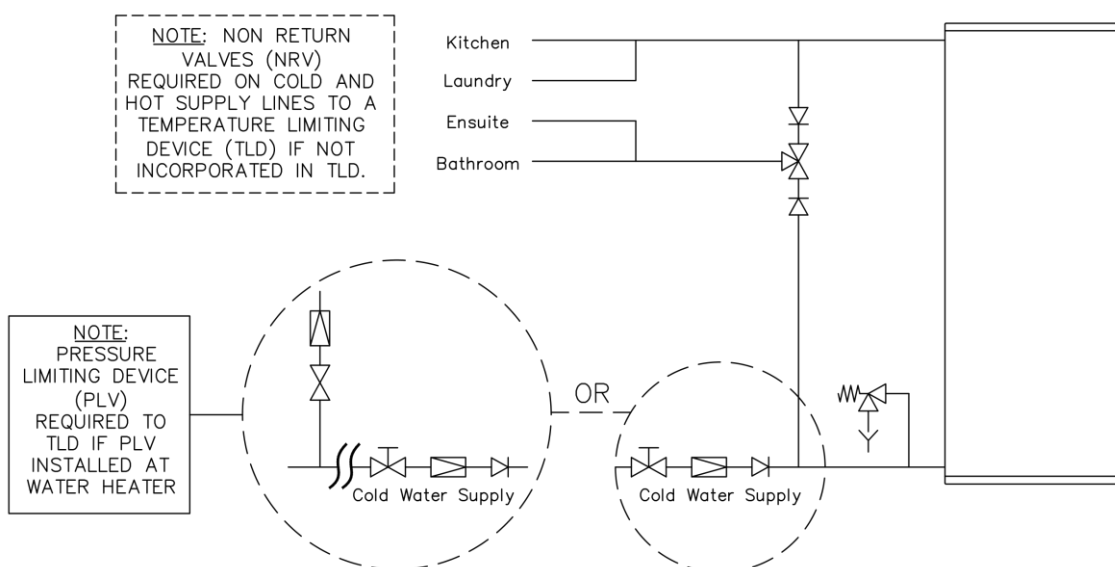 NOTE: NON RETURN
VALVES (NRV)
REQUIRED ON COLD AND
HOT SUPPLY LINES TO A
TEMPERATURE LIMITING
DEVICE (TLD) IF NOT
INCORPORATED IN TLD.
Kitchen
Laundry
Ensuite
Bathroom
NOTE:
PRESSURE
LIMITING DEVICE
(PLV)
REQUIRED TO
TLD IF PLV
INSTALLED AT
WATER HEATER
OR
Cold Water Supply
Cold Water Supply